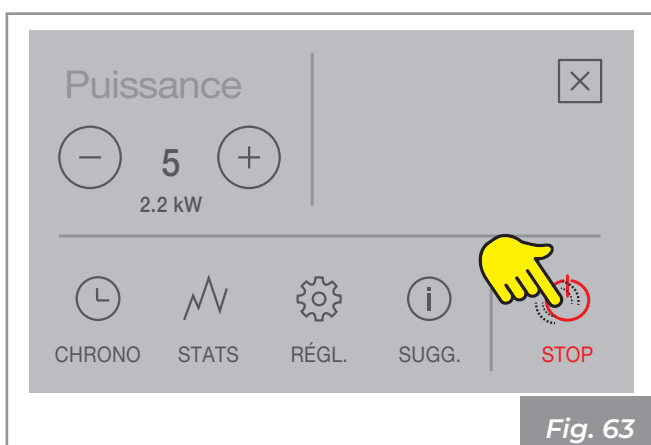 Puissance
5
2.2 kW
CHRONO STATS RÉGL. SUGG. STOP
Fig. 63